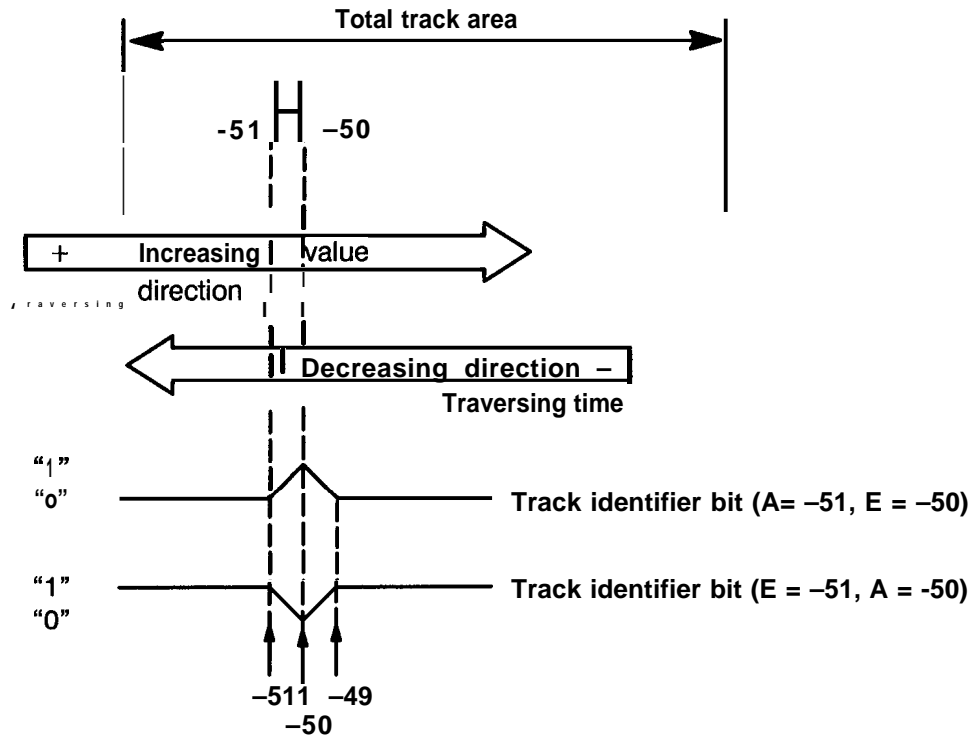 Total track area
-51 –50
+ Increasing value
direction
raversing
Decreasing direction –
Traversing time
“1”
“o” Track identifier bit (A= –51, E = –50)
“1” Track identifier bit (E = –51, A = -50)
“0”
–511 –49
–50